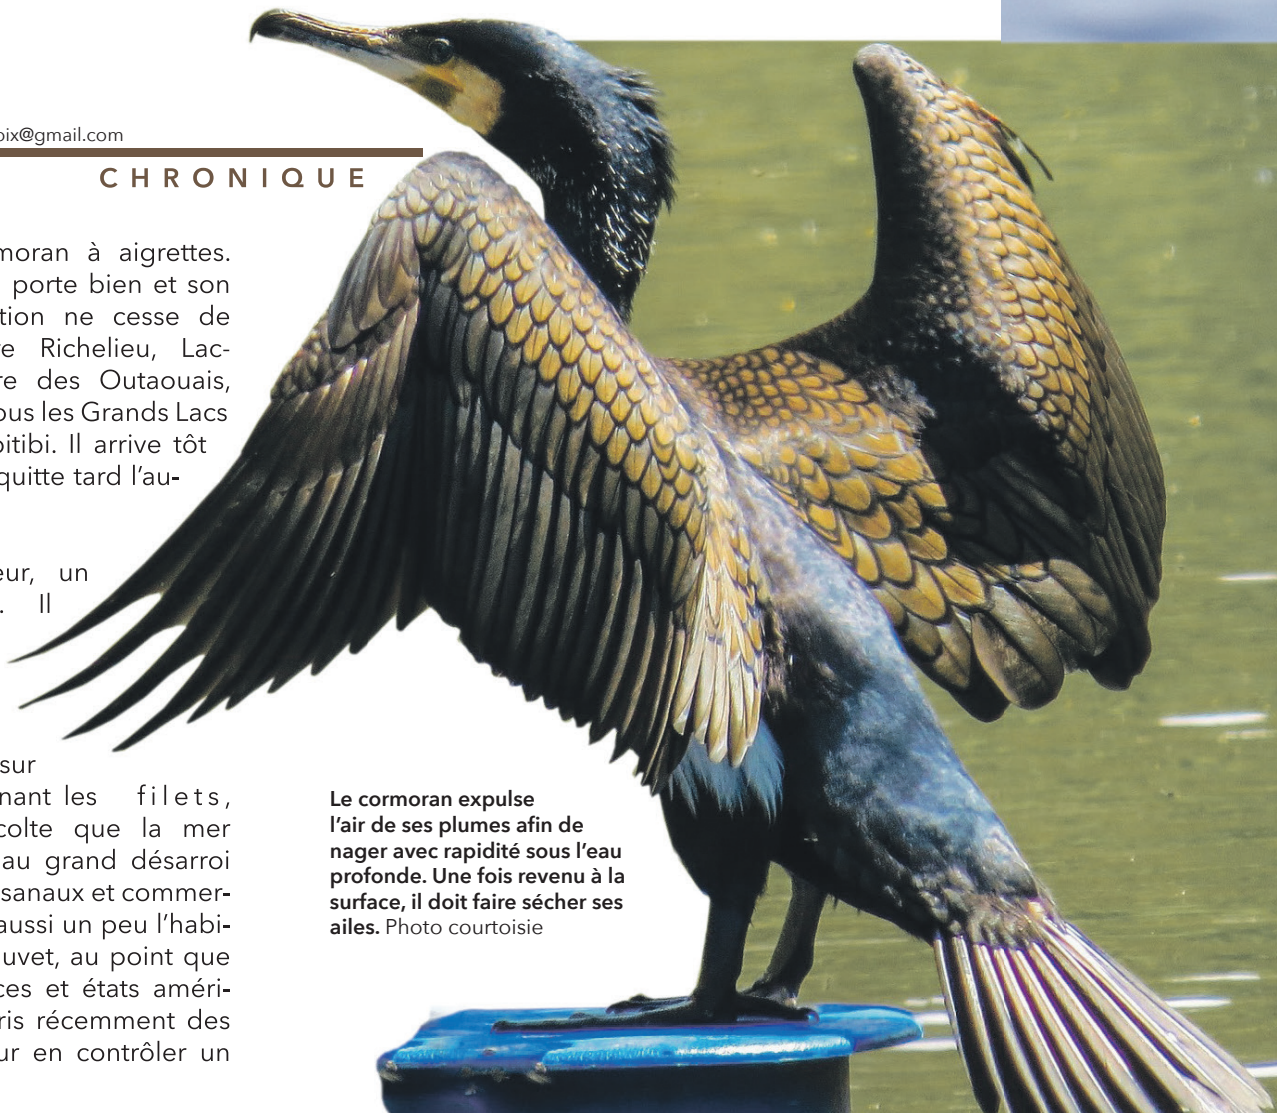 oix@gmail.com
CHRONIQUE
moran à aigrettes.
porte bien et son
tion ne cesse de
e Richelieu, Lac-
re des Outaouais,
ous les Grands Lacs
bitibi. Il arrive tôt
quitte tard l'au-
eur, un
. Il
sur
nant les filets,
colte que la mer
au grand désarroi
sanaux et commer-
aussi un peu l'habi-
uvet, au point que
ces et états améri-
ris récemment des
ur en contrôler un
Le cormoran expulse
l'air de ses plumes afin de
nager avec rapidité sous l'eau
profonde. Une fois revenu à la
surface, il doit faire sécher ses
ailes. Photo courtoisie